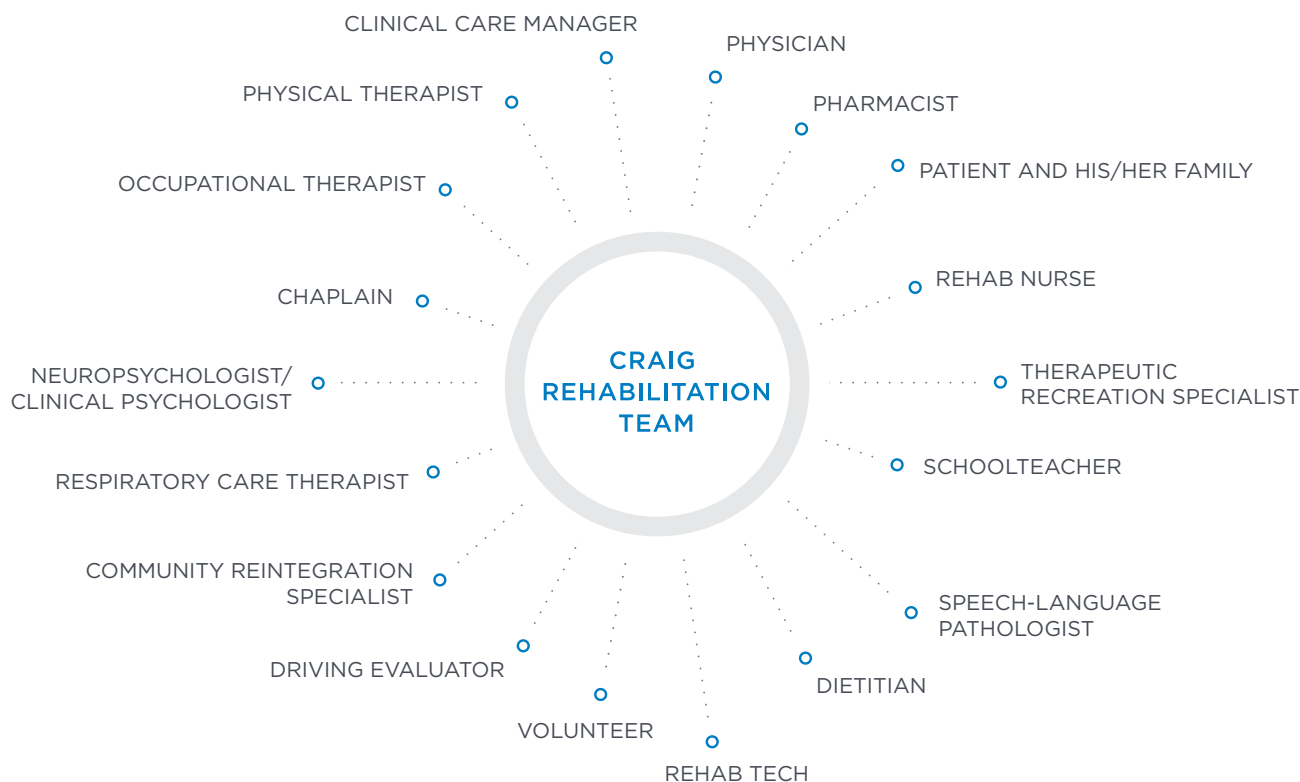 CLINICAL CARE MANAGER
PHYSICIAN
PHYSICAL THERAPIST
PHARMACIST
OCCUPATIONAL THERAPIST
PATIENT AND HIS/HER FAMILY
CHAPLAIN
REHAB NURSE
NEUROPSYCHOLOGIST/
CLINICAL PSYCHOLOGIST
CRAIG
REHABILITATION
TEAM
THERAPEUTIC
RECREATION SPECIALIST
RESPIRATORY CARE THERAPIST
SCHOOLTEACHER
COMMUNITY REINTEGRATION
SPECIALIST
SPEECH-LANGUAGE
PATHOLOGIST
DRIVING EVALUATOR
DIETITIAN
VOLUNTEER
REHAB TECH